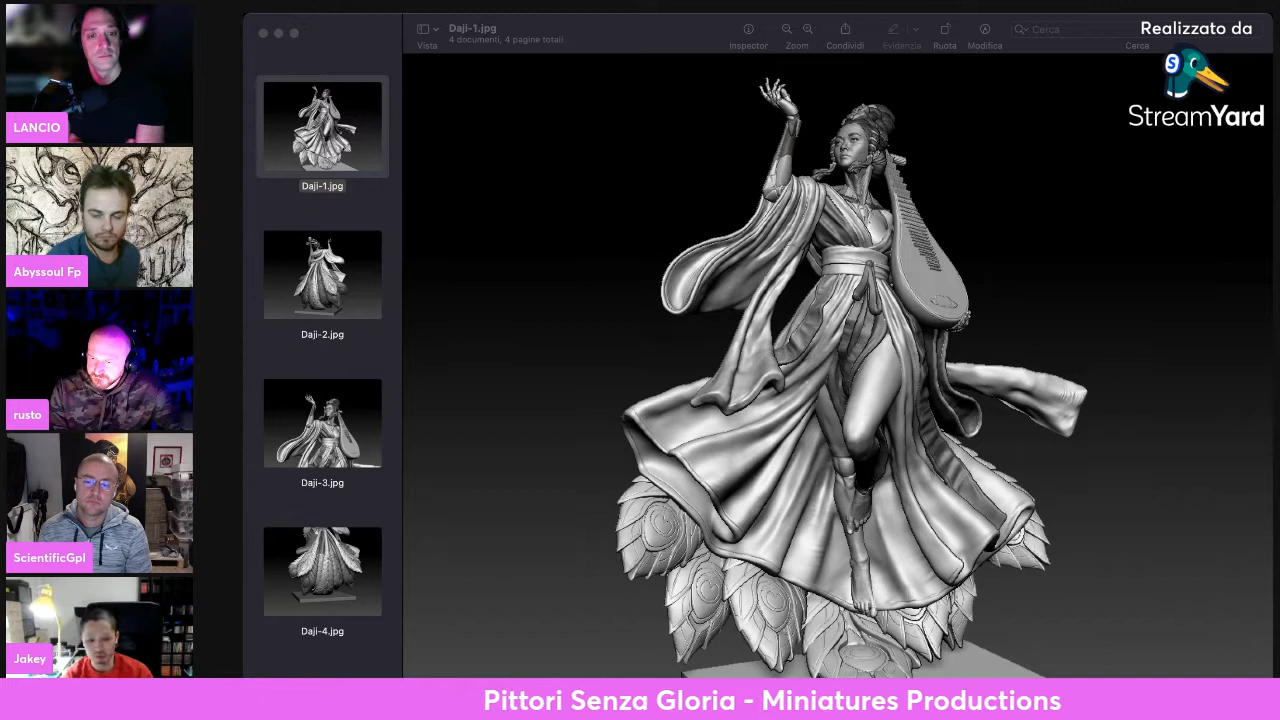 LANCIO
Abyssoul Fp
rusto
ScientificGpl
Jakey
Vista
Daji-1.jpg
4 documenti, 4 pagine totali
Inspector
Zoom
Condividi
Evidenzia
Ruota
Modifica
Cerca
Cerca
Realizzato da
S
StreamYard
Daji-1.jpg
Daji-2.jpg
Daji-3.jpg
Daji-4.jpg
Pittori Senza Gloria - Miniatures Productions